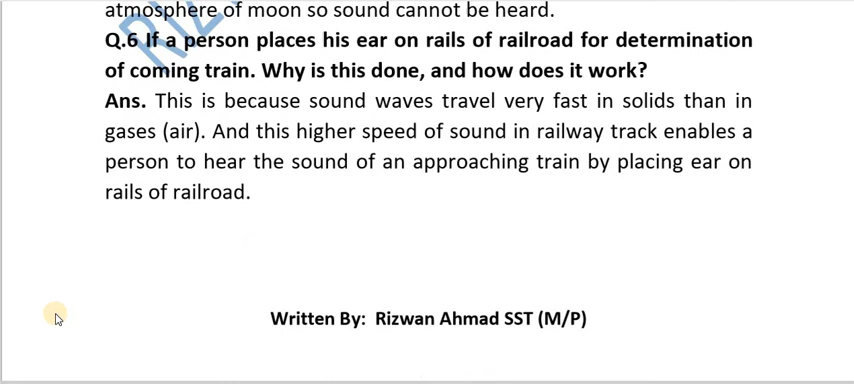 atmosphere of moon so sound cannot be heard.
Q.6 If a person places his ear on rails of railroad for determination
of coming train. Why is this done, and how does it work?
Ans. This is because sound waves travel very fast in solids than in
gases (air). And this higher speed of sound in railway track enables a
person to hear the sound of an approaching train by placing ear on
rails of railroad.
Written By: Rizwan Ahmad SST (M/P)